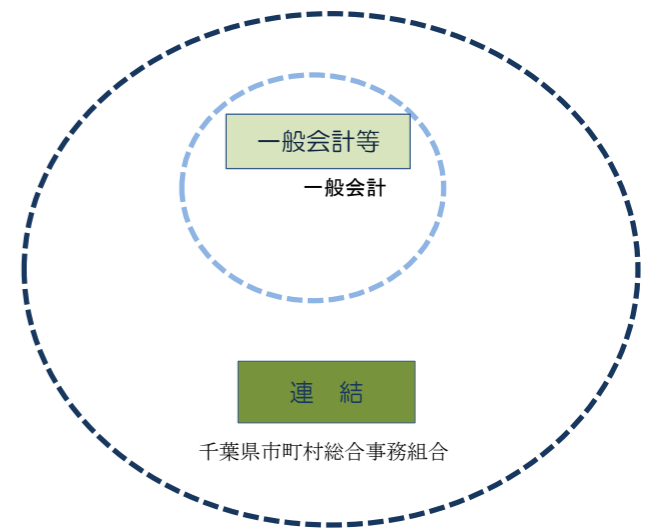 一般会計等
一般会計
連　結
千葉県市町村総合事務組合